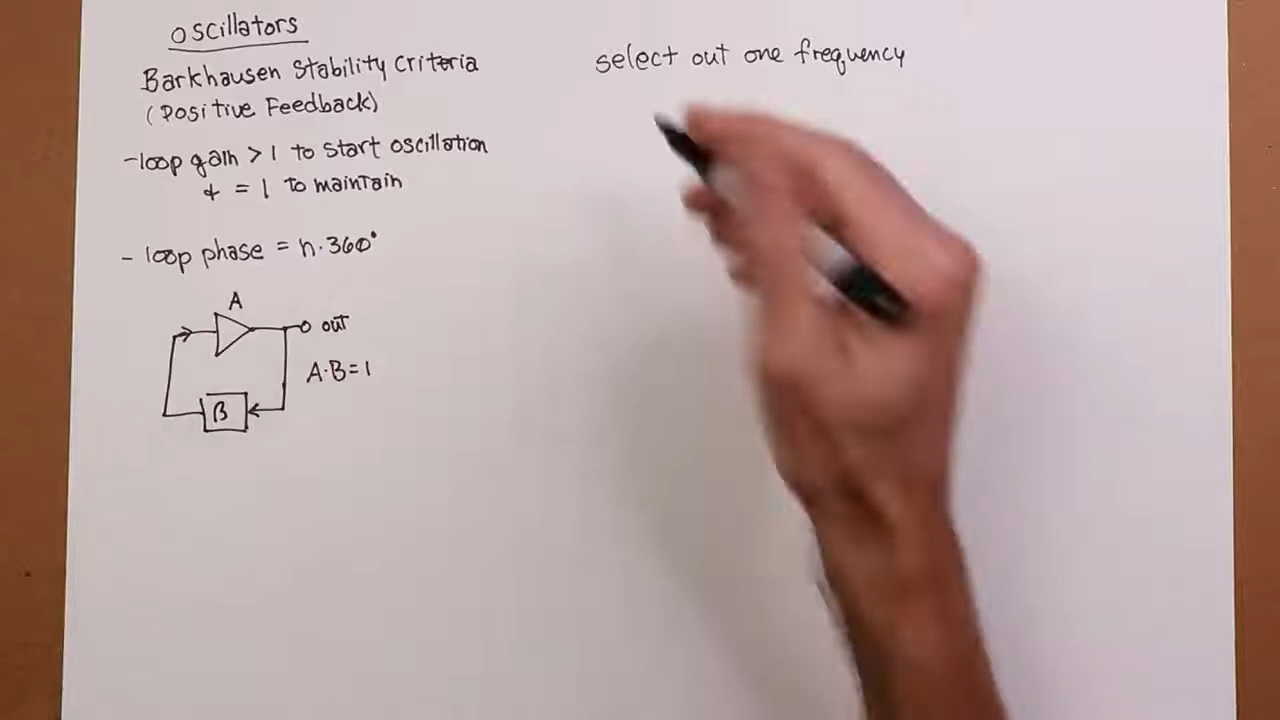 oscillators
Barkhausen Stability Criteria
(Positive Feedback)
- loop gain > 1 to start oscillation
& = 1 to maintain
- loop phase = n·360°
A
out
A·B=1
B
select out one frequency